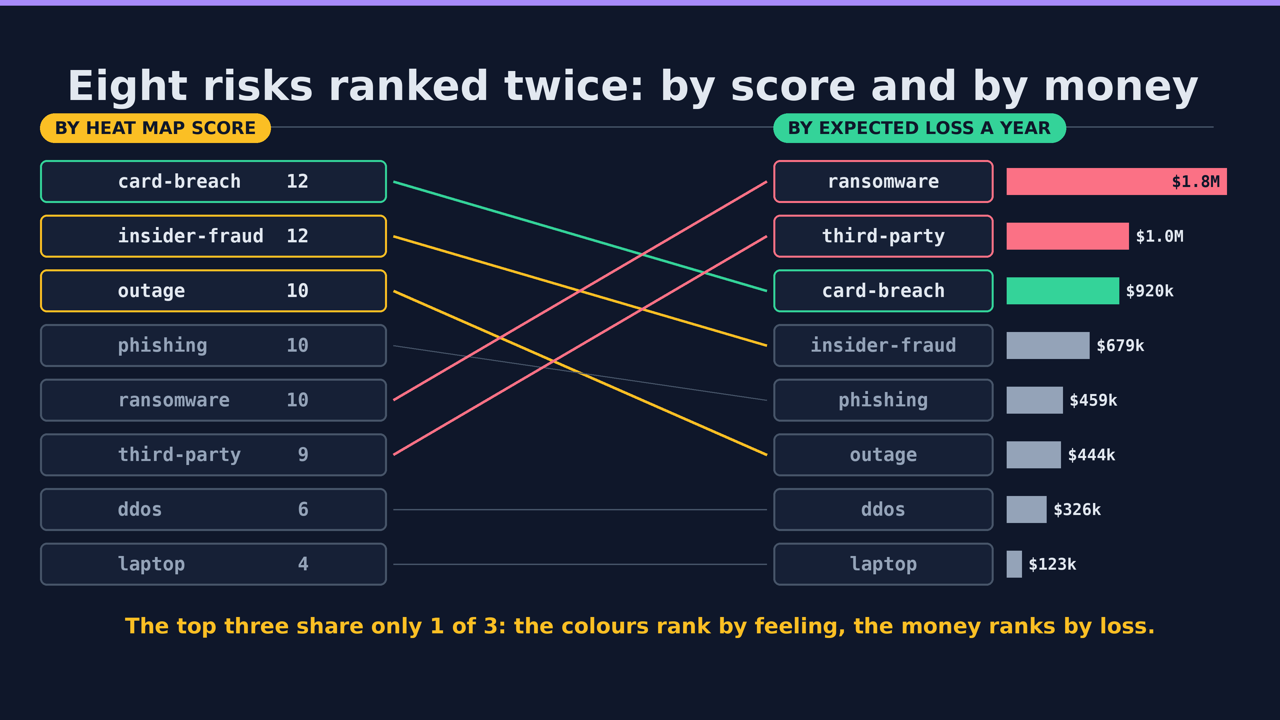 Eight risks ranked twice: by score and by money
BY HEAT MAP SCORE
BY EXPECTED LOSS A YEAR
card-breach 12
ransomware $1.8M
insider-fraud 12
third-party $1.0M
outage 10
card-breach $920k
phishing 10
insider-fraud $679k
ransomware 10
phishing $459k
third-party 9
outage $444k
ddos 6
ddos $326k
laptop 4
laptop $123k
The top three share only 1 of 3: the colours rank by feeling, the money ranks by loss.